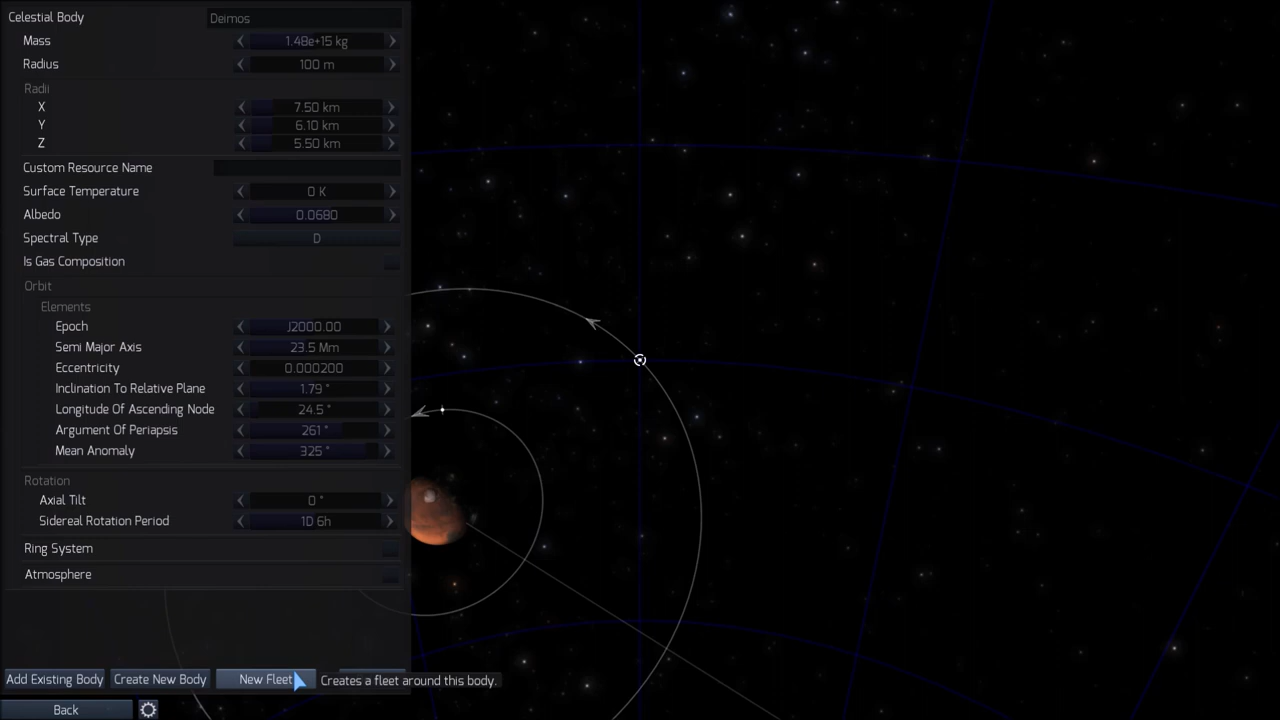 Celestial Body Deimos
Mass 1.48e+15 kg
Radius 100 m
Radii
X 7.50 km
Y 6.10 km
Z 5.50 km
Custom Resource Name
Surface Temperature 0 K
Albedo 0.0680
Spectral Type D
Is Gas Composition
Orbit
Elements
Epoch J2000.00
Semi Major Axis 23.5 Mm
Eccentricity 0.000200
Inclination To Relative Plane 1.79 °
Longitude Of Ascending Node 24.5 °
Argument Of Periapsis 261 °
Mean Anomaly 325 °
Rotation
Axial Tilt 0 °
Sidereal Rotation Period 1D 6h
Ring System
Atmosphere
Add Existing Body Create New Body New Fleet Creates a fleet around this body.
Back